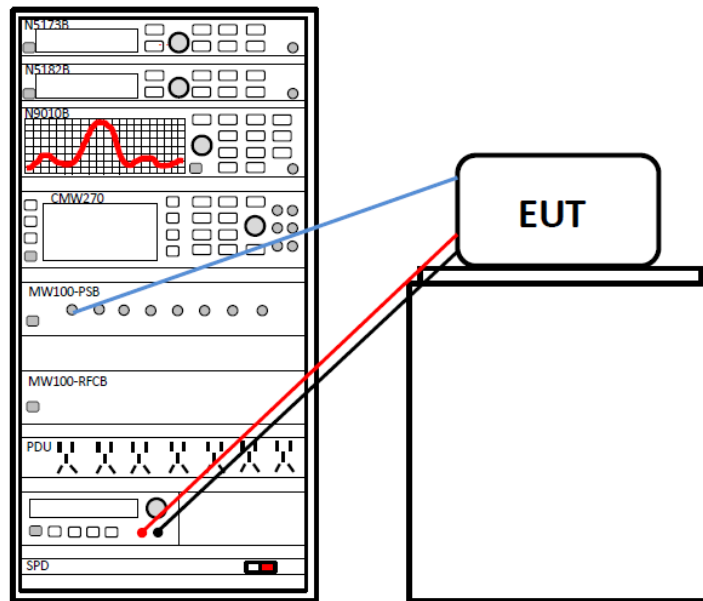 N5173B
N5182B
N9010B
CMW270
EUT
MW100-PSB
MW100-RFCB
PDU
SPD